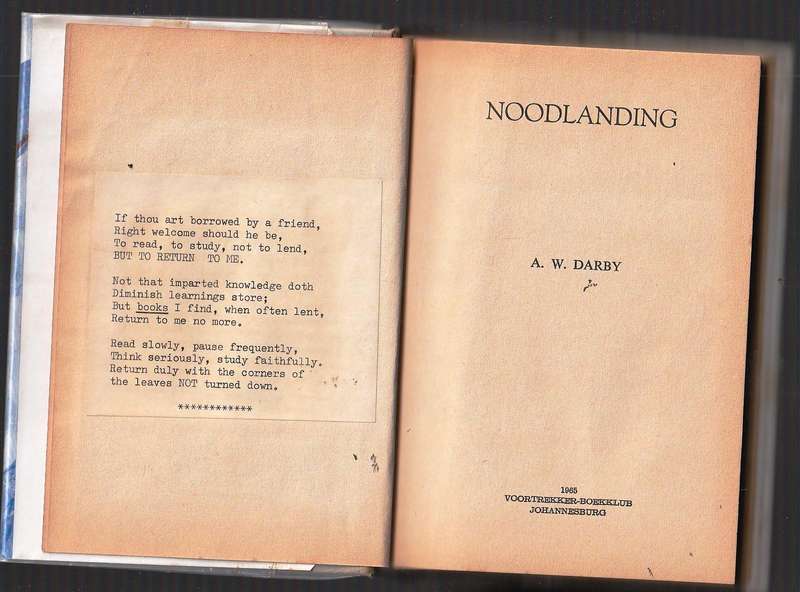 If thou art borrowed by a friend,
Right welcome should he be,
To read, to study, not to lend,
BUT TO RETURN TO ME.
Not that imparted knowledge doth
Diminish learnings store;
But books I find, when often lent,
Return to me no more.
Read slowly, pause frequently,
Think seriously, study faithfully.
Return duly with the corners of
the leaves NOT turned down.
************
NOODLANDING
A. W. DARBY
1965
VOORTREKKER-BOEKKLUB
JOHANNESBURG